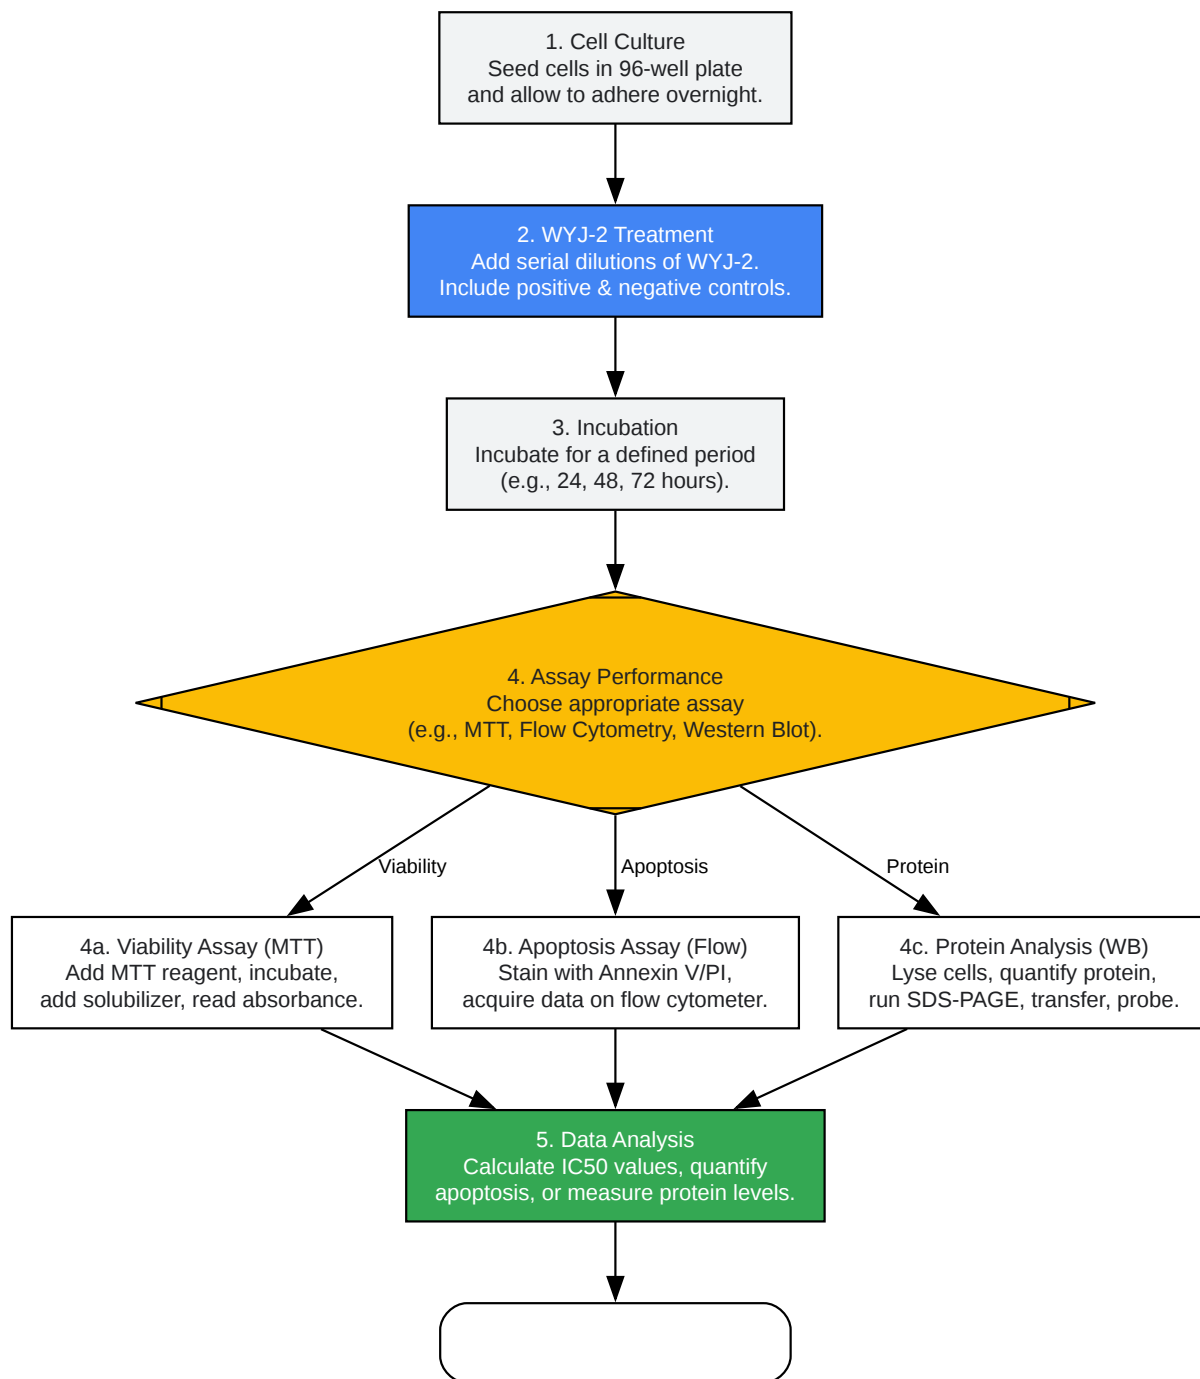 1. Cell Culture
Seed cells in 96-well plate
and allow to adhere overnight.
2. WYJ-2 Treatment
Add serial dilutions of WYJ-2.
Include positive & negative controls.
3. Incubation
Incubate for a defined period
(e.g., 24, 48, 72 hours).
4. Assay Performance
Choose appropriate assay
(e.g., MTT, Flow Cytometry, Western Blot).
Viability
Apoptosis
Protein
4a. Viability Assay (MTT)
Add MTT reagent, incubate,
add solubilizer, read absorbance.
4b. Apoptosis Assay (Flow)
Stain with Annexin V/PI,
acquire data on flow cytometer.
4c. Protein Analysis (WB)
Lyse cells, quantify protein,
run SDS-PAGE, transfer, probe.
5. Data Analysis
Calculate IC50 values, quantify
apoptosis, or measure protein levels.